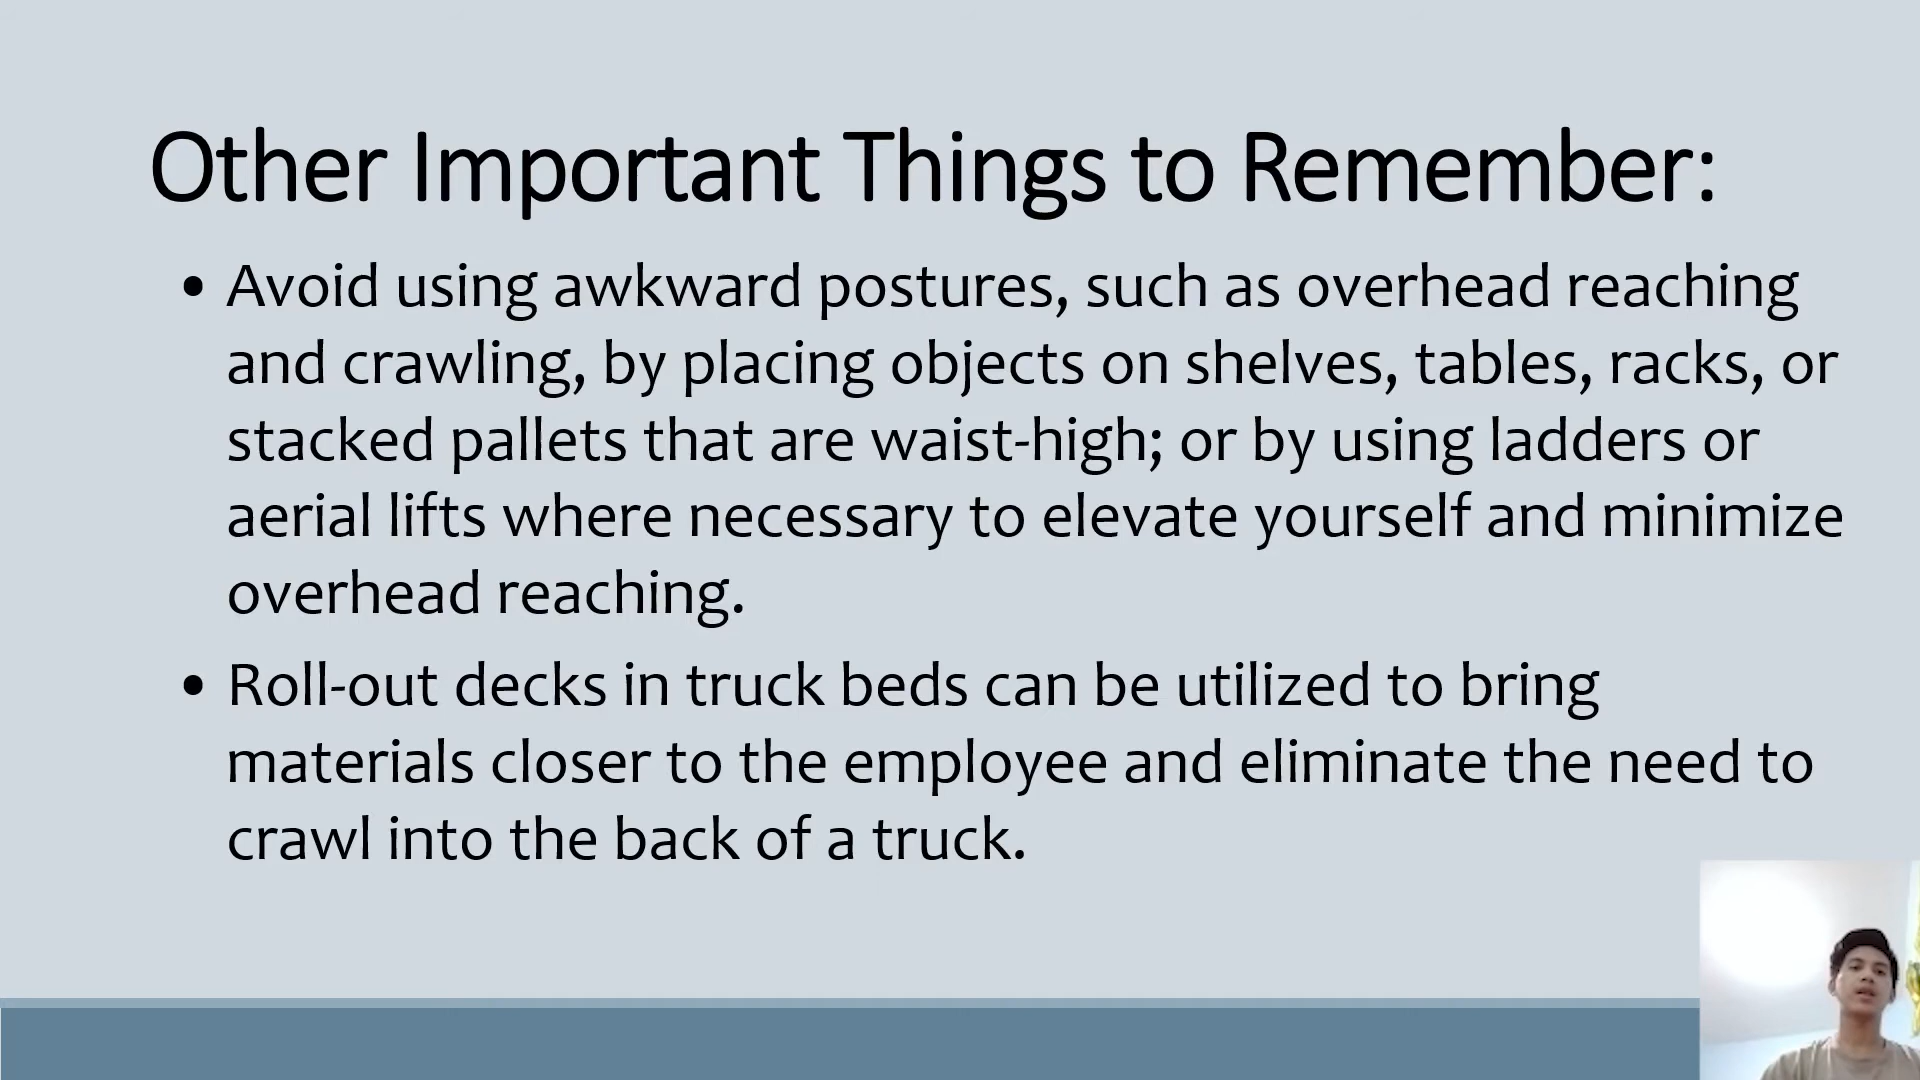 Other Important Things to Remember:
• Avoid using awkward postures, such as overhead reaching
and crawling, by placing objects on shelves, tables, racks, or
stacked pallets that are waist-high; or by using ladders or
aerial lifts where necessary to elevate yourself and minimize
overhead reaching.
• Roll-out decks in truck beds can be utilized to bring
materials closer to the employee and eliminate the need to
crawl into the back of a truck.